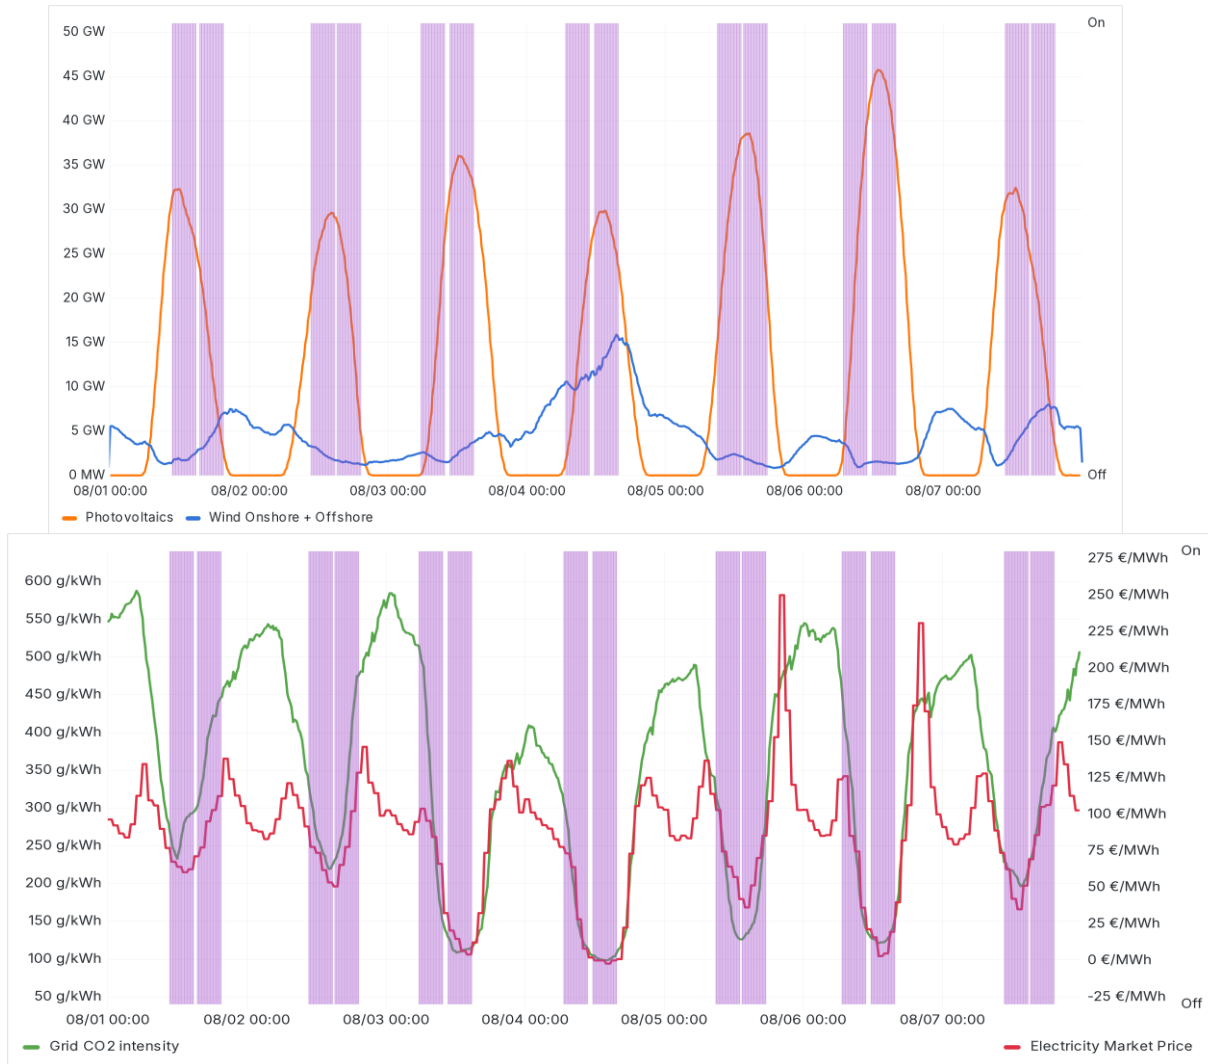 50 GW
On
45 GW
40 GW
35 GW
30 GW
25 GW
20 GW
15 GW
10 GW
5 GW
0 MW
Off
08/01 00:00 08/02 00:00 08/03 00:00 08/04 00:00 08/05 00:00 08/06 00:00 08/07 00:00
Photovoltaics Wind Onshore + Offshore
275 €/MWh On
600 g/kWh
250 €/MWh
550 g/kWh
225 €/MWh
500 g/kWh
200 €/MWh
450 g/kWh
175 €/MWh
400 g/kWh
150 €/MWh
350 g/kWh
125 €/MWh
300 g/kWh
100 €/MWh
250 g/kWh
75 €/MWh
200 g/kWh
50 €/MWh
150 g/kWh
25 €/MWh
100 g/kWh
0 €/MWh
50 g/kWh
-25 €/MWh Off
08/01 00:00 08/02 00:00 08/03 00:00 08/04 00:00 08/05 00:00 08/06 00:00 08/07 00:00
Grid CO2 intensity Electricity Market Price